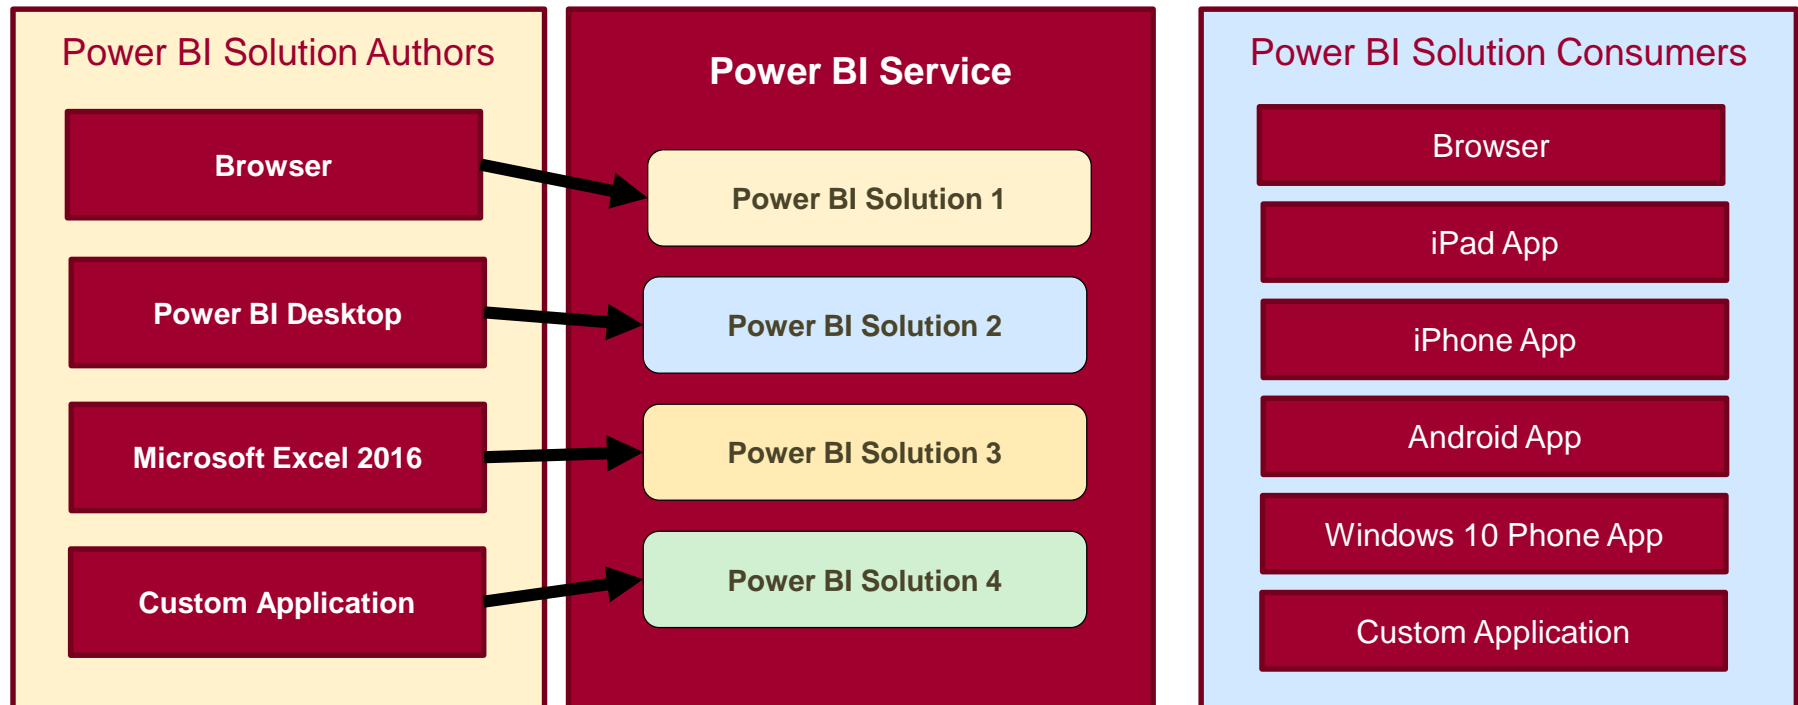 Power BI Solution Authors
Browser
Power BI Desktop
Microsoft Excel 2016
Custom Application
Power BI Service
Power BI Solution 1
Power BI Solution 2
Power BI Solution 3
Power BI Solution 4
Power BI Solution Consumers
Browser
iPad App
iPhone App
Android App
Windows 10 Phone App
Custom Application